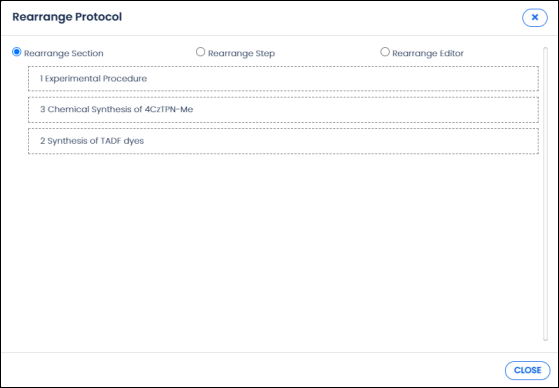 Rearrange Protocol
Rearrange Section Rearrange Step Rearrange Editor
1 Experimental Procedure
3 Chemical Synthesis of 4CzTPN-Me
2 Synthesis of TADF dyes
CLOSE